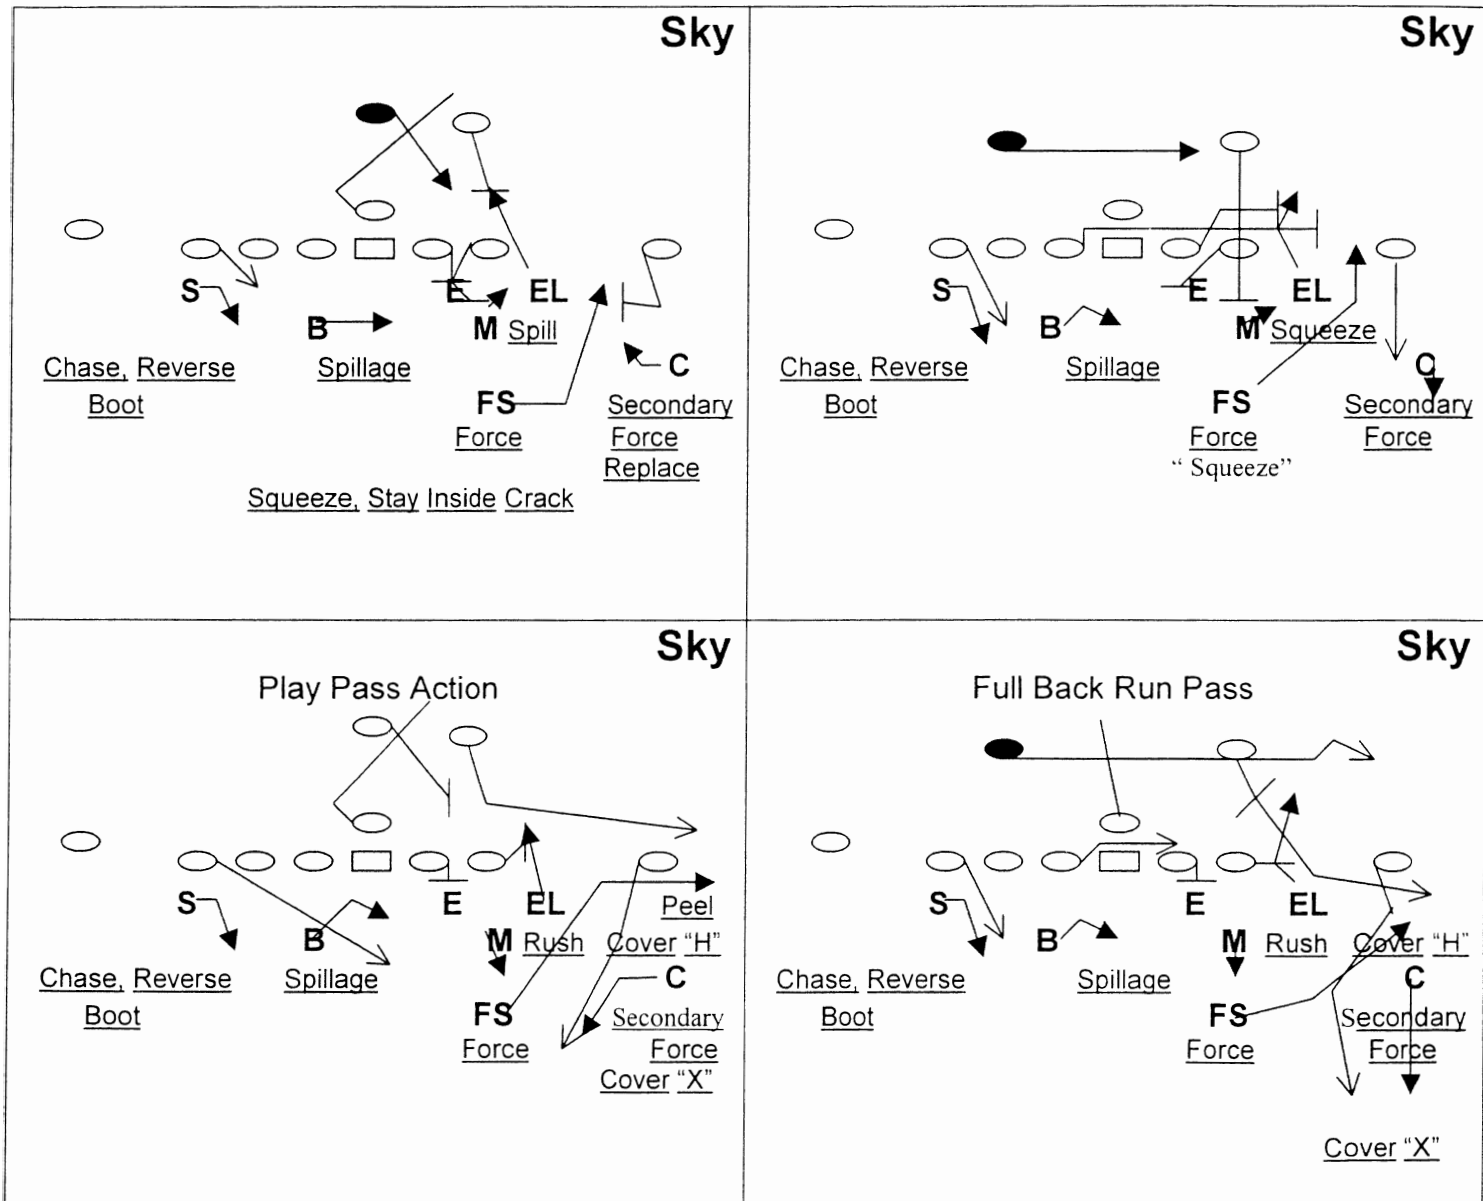 Sky
S
E
EL
B
M Spill
Chase, Reverse
Boot
Spillage
C
FS
Force
Secondary
Force
Replace
Squeeze, Stay Inside Crack
Sky
S
E
EL
B
M Squeeze
Chase, Reverse
Boot
Spillage
C
FS
Force
“ Squeeze”
Secondary
Force
Sky
Play Pass Action
S
E
EL
Peel
B
M Rush Cover “H”
Chase, Reverse
Boot
Spillage
C
FS
Force
Secondary
Force
Cover “X”
Sky
Full Back Run Pass
S
E
EL
B
M Rush Cover “H”
Chase, Reverse
Boot
Spillage
C
FS
Force
Secondary
Force
Cover “X”